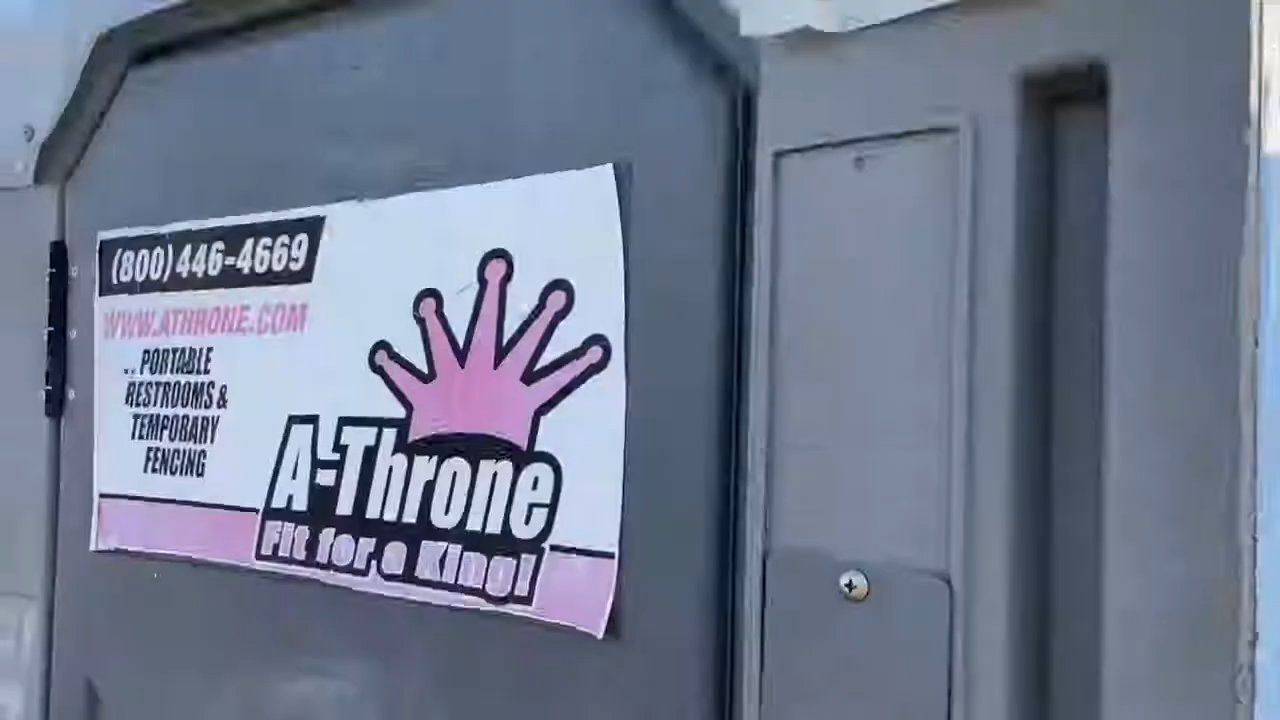 (800) 446-4669
WWW.ATHRONE.COM
PORTABLE
RESTROOMS &
TEMPORARY
FENCING
A-Throne
Fit for a King!